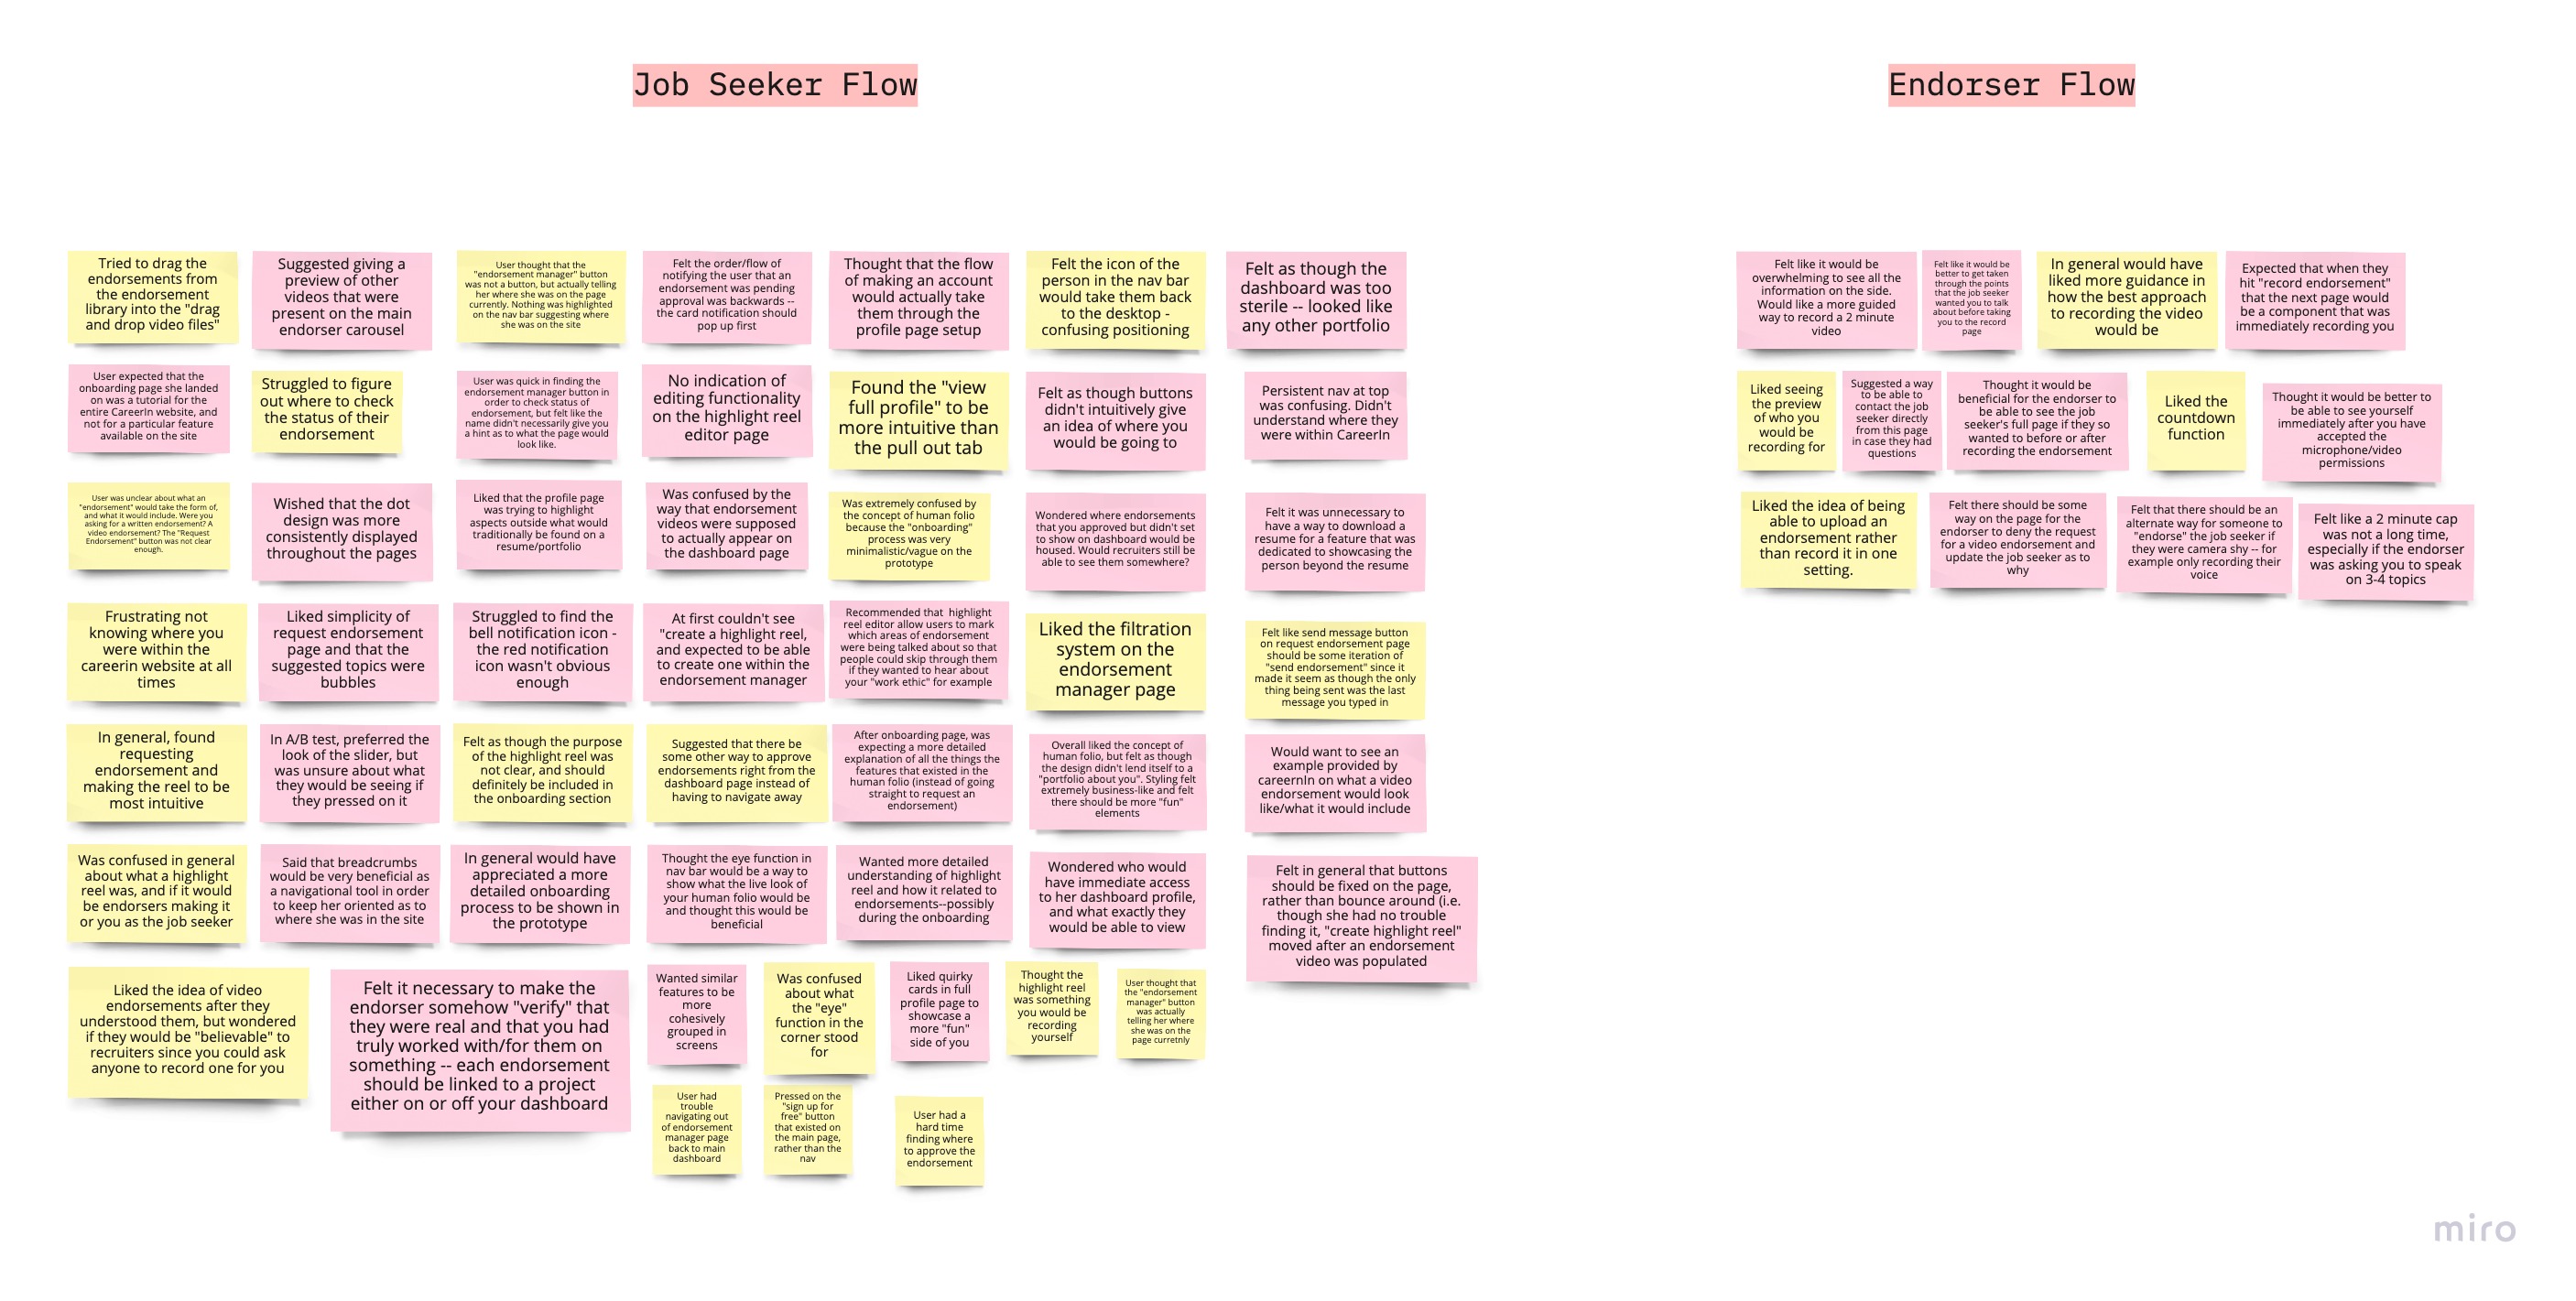 Job Seeker Flow
Endorser Flow
Tried to drag the
endorsements from
the endorsement
library into the "drag
and drop video files"
Suggested giving a
preview of other
videos that were
present on the main
endorser carousel
User thought that the
"endorsement manager" button
was not a button, but actually telling
her where she was on the page
currently. Nothing was highlighted
on the nav bar suggesting where
she was on the site
Felt the order/flow of
notifying the user that an
endorsement was pending
approval was backwards --
the card notification should
pop up first
Thought that the flow
of making an account
would actually take
them through the
profile page setup
Felt the icon of the
person in the nav bar
would take them back
to the desktop -
confusing positioning
Felt as though the
dashboard was too
sterile -- looked like
any other portfolio
User expected that the
onboarding page she landed
on was a tutorial for the
entire CareerIn website, and
not for a particular feature
available on the site
Struggled to figure
out where to check
the status of their
endorsement
User was quick in finding the
endorsement manager button in
order to check status of
endorsement, but felt like the
name didn't necessarily give you
a hint as to what the page would
look like.
No indication of
editing functionality
on the highlight reel
editor page
Found the "view
full profile" to be
more intuitive than
the pull out tab
Felt as though buttons
didn't intuitively give
an idea of where you
would be going to
Persistent nav at top
was confusing. Didn't
understand where they
were within CareerIn
User was unclear about what an
"endorsement" would take the form of,
and what it would include. Were you
asking for a written endorsement? A
video endorsement? The "Request
Endorsement" button was not clear
enough.
Wished that the dot
design was more
consistently displayed
throughout the pages
Liked that the profile page
was trying to highlight
aspects outside what would
traditionally be found on a
resume/portfolio
Was confused by the
way that endorsement
videos were supposed
to actually appear on
the dashboard page
Was extremely confused by
the concept of human folio
because the "onboarding"
process was very
minimalistic/vague on the
prototype
Wondered where endorsements
that you approved but didn't set
to show on dashboard would be
housed. Would recruiters still be
able to see them somewhere?
Felt it was unnecessary to
have a way to download a
resume for a feature that was
dedicated to showcasing the
person beyond the resume
Frustrating not
knowing where you
were within the
careerin website at all
times
Liked simplicity of
request endorsement
page and that the
suggested topics were
bubbles
Struggled to find the
bell notification icon -
the red notification
icon wasn't obvious
enough
At first couldn't see
"create a highlight reel,
and expected to be able
to create one within the
endorsement manager
Recommended that highlight
reel editor allow users to mark
which areas of endorsement
were being talked about so that
people could skip through them
if they wanted to hear about
your "work ethic" for example
Liked the filtration
system on the
endorsement
manager page
Felt like send message button
on request endorsement page
should be some iteration of
"send endorsement" since it
made it seem as though the only
thing being sent was the last
message you typed in
In general, found
requesting
endorsement and
making the reel to be
most intuitive
In A/B test, preferred the
look of the slider, but
was unsure about what
they would be seeing if
they pressed on it
Felt as though the purpose
of the highlight reel was
not clear, and should
definitely be included in
the onboarding section
Suggested that there be
some other way to approve
endorsements right from the
dashboard page instead of
having to navigate away
After onboarding page, was
expecting a more detailed
explanation of all the things the
features that existed in the
human folio (instead of going
straight to request an
endorsement)
Overall liked the concept of
human folio, but felt as though
the design didn't lend itself to a
"portfolio about you". Styling felt
extremely business-like and felt
there should be more "fun"
elements
Would want to see an
example provided by
careernIn on what a video
endorsement would look
like/what it would include
Was confused in general
about what a highlight
reel was, and if it would
be endorsers making it
or you as the job seeker
Said that breadcrumbs
would be very beneficial as
a navigational tool in order
to keep her oriented as to
where she was in the site
In general would have
appreciated a more
detailed onboarding
process to be shown in
the prototype
Thought the eye function in
nav bar would be a way to
show what the live look of
your human folio would be
and thought this would be
beneficial
Wanted more detailed
understanding of highlight
reel and how it related to
endorsements--possibly
during the onboarding
Wondered who would
have immediate access
to her dashboard profile,
and what exactly they
would be able to view
Felt in general that buttons
should be fixed on the page,
rather than bounce around (i.e.
though she had no trouble
finding it, "create highlight reel"
moved after an endorsement
video was populated
Liked the idea of video
endorsements after they
understood them, but wondered
if they would be "believable" to
recruiters since you could ask
anyone to record one for you
Felt it necessary to make the
endorser somehow "verify" that
they were real and that you had
truly worked with/for them on
something -- each endorsement
should be linked to a project
either on or off your dashboard
Wanted similar
features to be
more
cohesively
grouped in
screens
Was confused
about what
the "eye"
function in the
corner stood
for
Liked quirky
cards in full
profile page to
showcase a
more "fun"
side of you
Thought the
highlight reel
was something
you would be
recording
yourself
User thought that
the "endorsement
manager" button
was actually
telling her where
she was on the
page curretnly
User had
trouble
navigating out
of endorsement
manager page
back to main
dashboard
Pressed on the
"sign up for
free" button
that existed on
the main page,
rather than the
nav
User had a
hard time
finding where
to approve the
endorsement
Felt like it would be
overwhelming to see all the
information on the side.
Would like a more guided
way to record a 2 minute
video
Felt like it would be
better to get taken
through the points
that the job seeker
wanted you to talk
about before taking
you to the record
page
In general would have
liked more guidance in
how the best approach
to recording the video
would be
Expected that when they
hit "record endorsement"
that the next page would
be a component that was
immediately recording you
Liked seeing
the preview
of who you
would be
recording for
Suggested a way
to be able to
contact the job
seeker directly
from this page
in case they had
questions
Thought it would be
beneficial for the endorser to
be able to see the job
seeker's full page if they so
wanted to before or after
recording the endorsement
Liked the
countdown
function
Thought it would be better to
be able to see yourself
immediately after you have
accepted the
microphone/video
permissions
Liked the idea of being
able to upload an
endorsement rather
than record it in one
setting.
Felt there should be some
way on the page for the
endorser to deny the request
for a video endorsement and
update the job seeker as to
why
Felt that there should be an
alternate way for someone to
"endorse" the job seeker if
they were camera shy -- for
example only recording their
voice
Felt like a 2 minute cap
was not a long time,
especially if the endorser
was asking you to speak
on 3-4 topics
miro